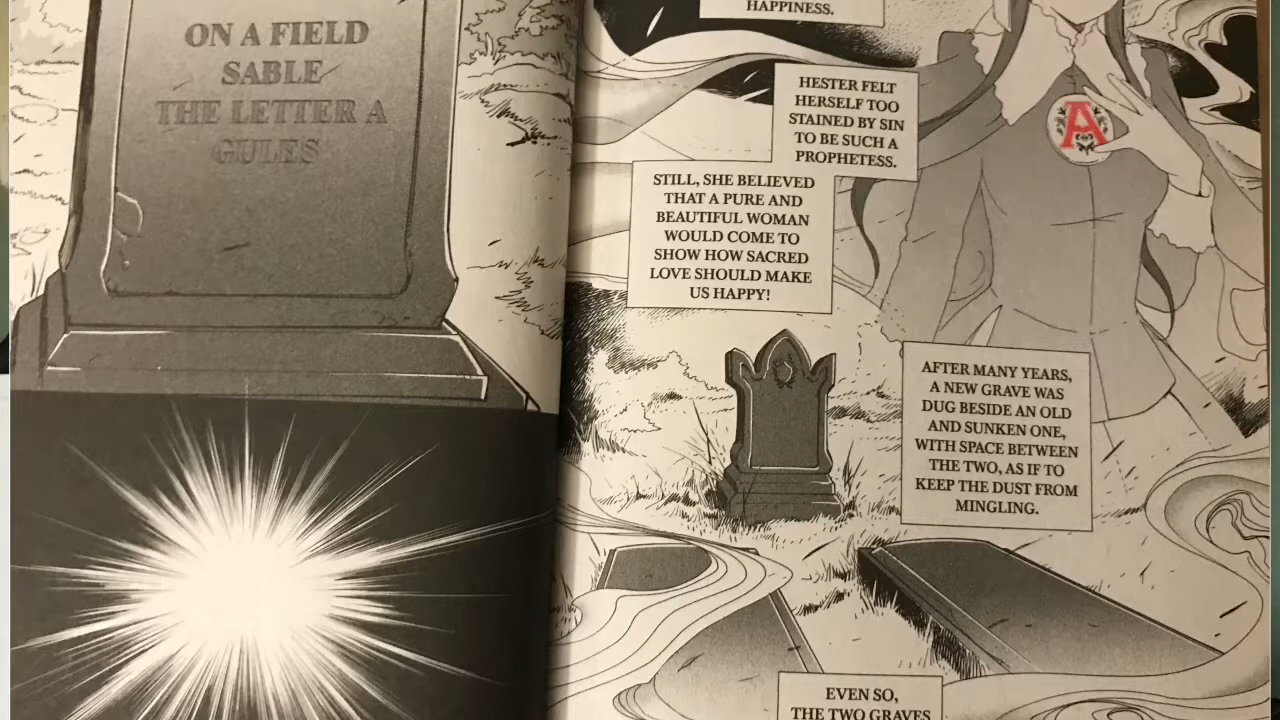 HAPPINESS.
A
HESTER FELT
HERSELF TOO
STAINED BY SIN
TO BE SUCH A
PROPHETESS.
STILL, SHE BELIEVED
THAT A PURE AND
BEAUTIFUL WOMAN
WOULD COME TO
SHOW HOW SACRED
LOVE SHOULD MAKE
US HAPPY!
AFTER MANY YEARS,
A NEW GRAVE WAS
DUG BESIDE AN OLD
AND SUNKEN ONE,
WITH SPACE BETWEEN
THE TWO, AS IF TO
KEEP THE DUST FROM
MINGLING.
EVEN SO,
THE TWO GRAVES
ON A FIELD
SABLE
THE LETTER A
GULES